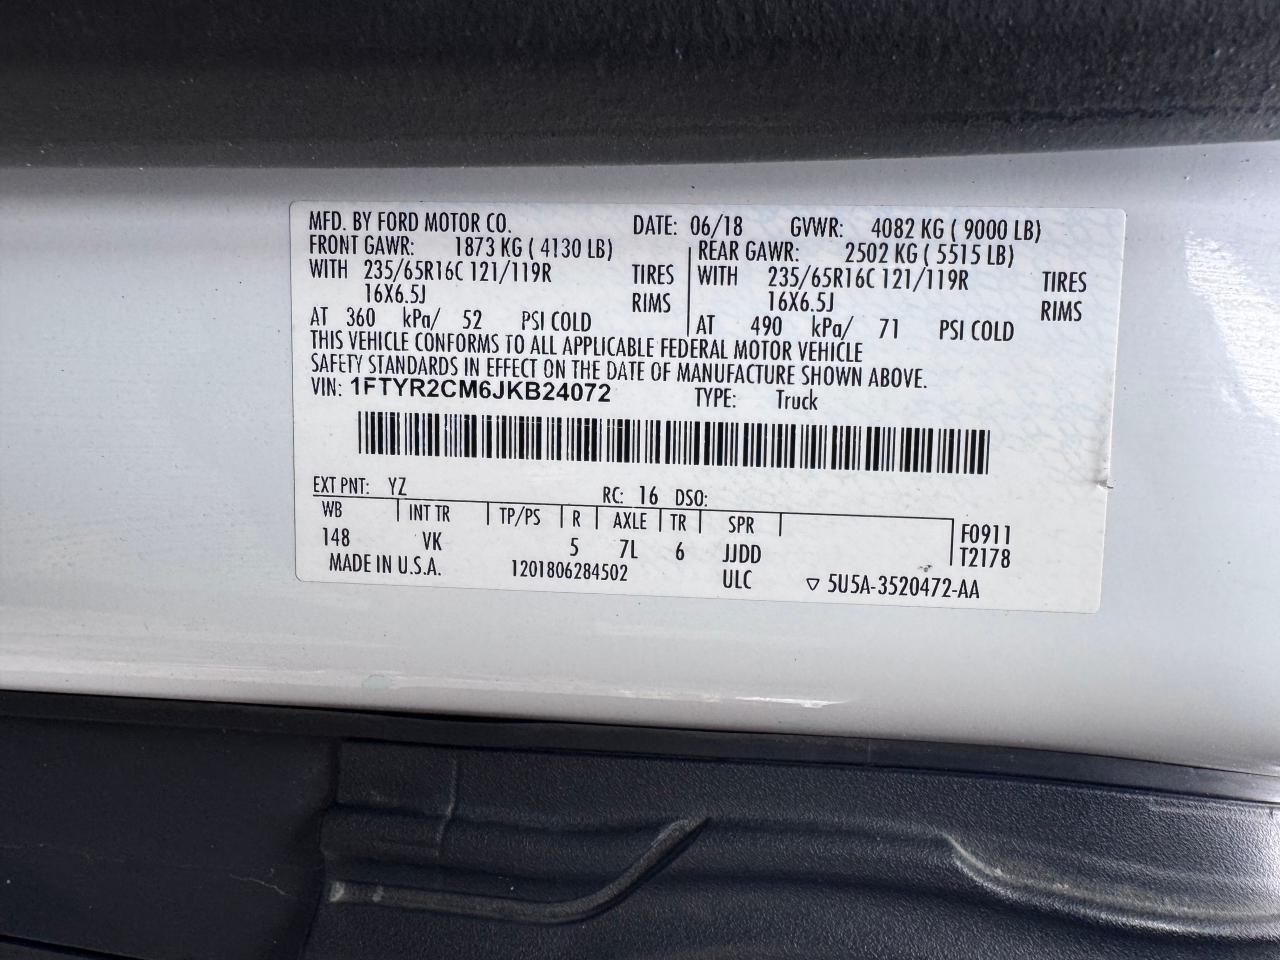 MFD. BY FORD MOTOR CO. DATE: 06/18 GVWR: 4082 KG ( 9000 LB)
FRONT GAWR: 1873 KG ( 4130 LB) REAR GAWR: 2502 KG ( 5515 LB)
WITH 235/65R16C 121/119R TIRES WITH 235/65R16C 121/119R TIRES
16X6.5J RIMS 16X6.5J RIMS
AT 360 kPa/ 52 PSI COLD AT 490 kPa/ 71 PSI COLD
THIS VEHICLE CONFORMS TO ALL APPLICABLE FEDERAL MOTOR VEHICLE
SAFETY STANDARDS IN EFFECT ON THE DATE OF MANUFACTURE SHOWN ABOVE.
VIN: 1FTYR2CM6JKB24072 TYPE: Truck
EXT PNT: YZ RC: 16 DSO:
WB INT TR TP/PS R AXLE TR SPR F0911
148 VK 5 7L 6 JJDD T2178
MADE IN U.S.A. 1201806284502 ULC ▽ 5U5A-3520472-AA